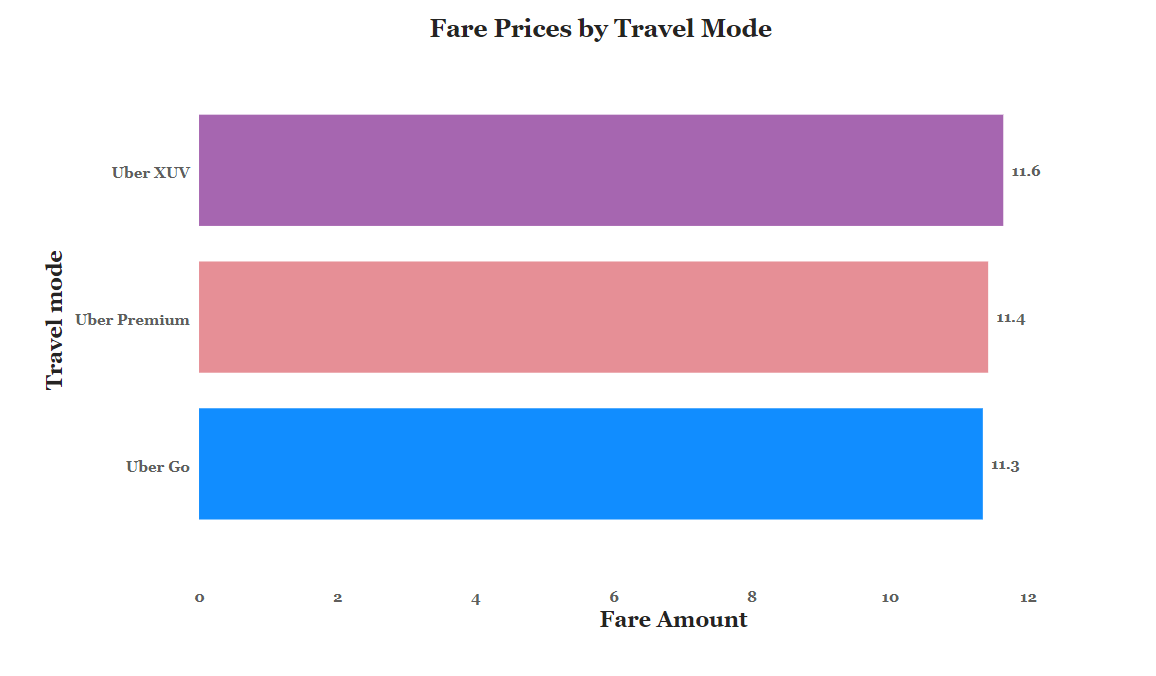 Fare Prices by Travel Mode
Uber XUV
11.6
Travel mode
Uber Premium
11.4
Uber Go
11.3
0 2 4 6 8 10 12
Fare Amount